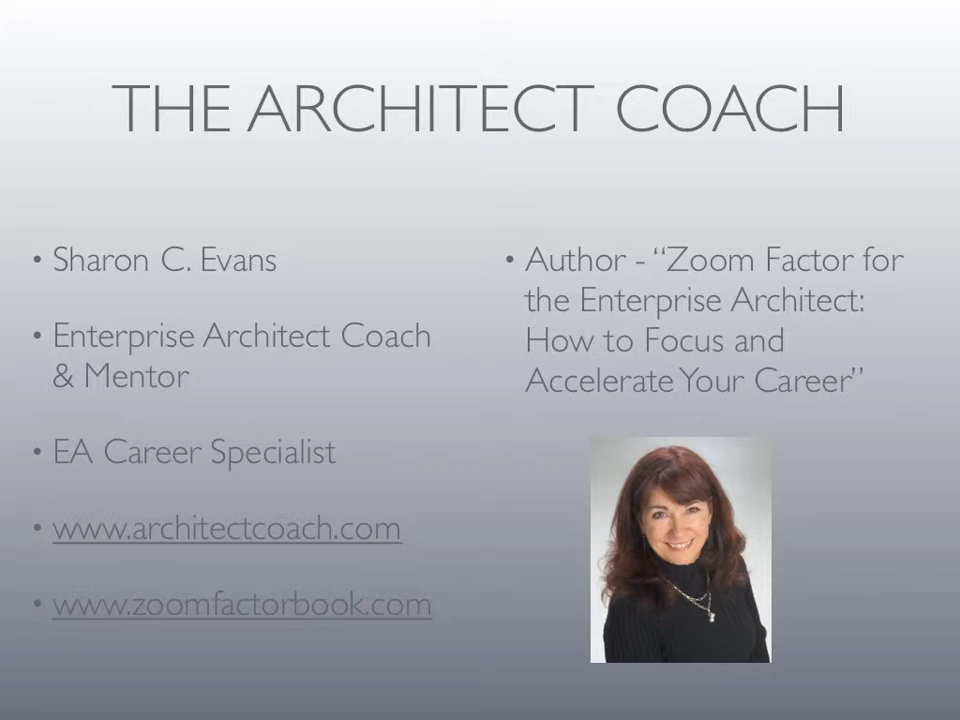 THE ARCHITECT COACH
• Sharon C. Evans
• Enterprise Architect Coach
& Mentor
• EA Career Specialist
• www.architectcoach.com
• www.zoomfactorbook.com
• Author - “Zoom Factor for
the Enterprise Architect:
How to Focus and
Accelerate Your Career”